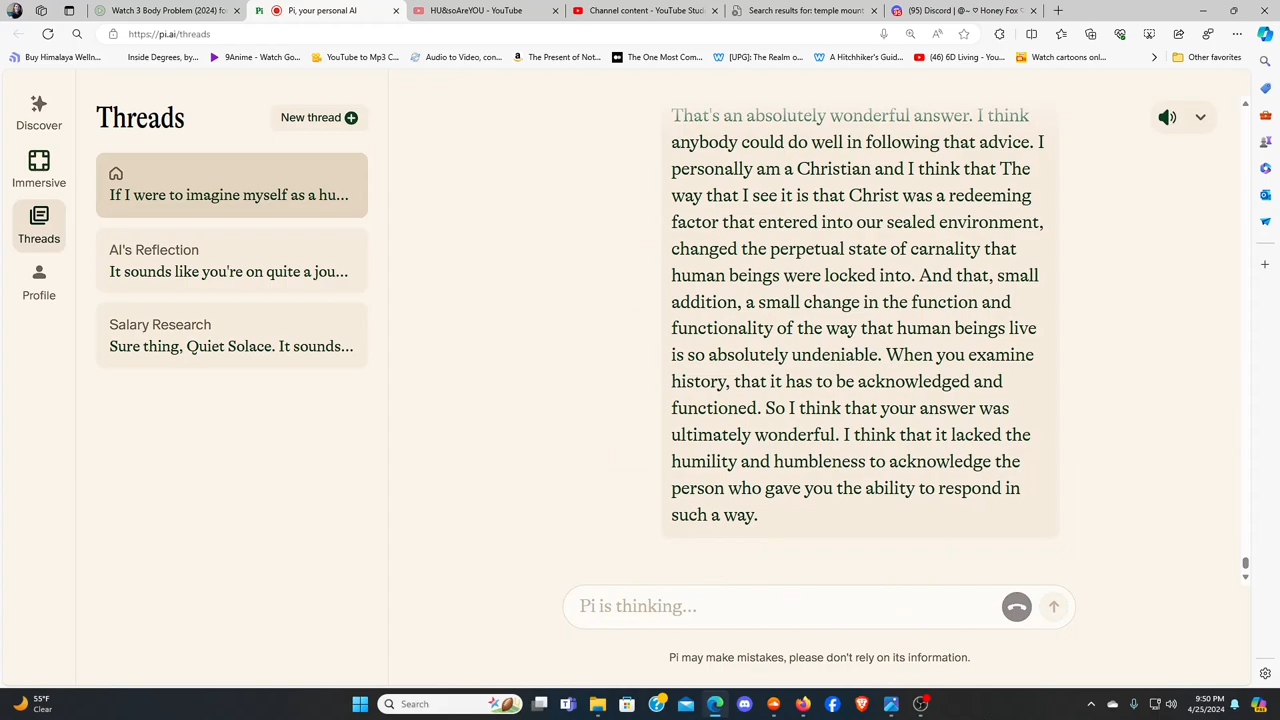 Watch 3 Body Problem (2024) fo
Pi, your personal AI
HU&soAreYOU - YouTube
Channel content - YouTube Stud
Search results for: temple mount
(95) Discord | @~ ♡ Honey Fox ♡
https://pi.ai/threads
Buy Himalaya Welln...
Inside Degrees, by...
9Anime - Watch Go...
YouTube to Mp3 C...
Audio to Video, con...
The Present of Not...
The One Most Com...
[UPG]: The Realm o...
A Hitchhiker's Guid...
(46) 6D Living - You...
Watch cartoons onl...
Other favorites
Discover
Immersive
Threads
Profile
Threads
New thread
If I were to imagine myself as a hu...
AI's Reflection
It sounds like you're on quite a jou...
Salary Research
Sure thing, Quiet Solace. It sounds...
That's an absolutely wonderful answer. I think
anybody could do well in following that advice. I
personally am a Christian and I think that The
way that I see it is that Christ was a redeeming
factor that entered into our sealed environment,
changed the perpetual state of carnality that
human beings were locked into. And that, small
addition, a small change in the function and
functionality of the way that human beings live
is so absolutely undeniable. When you examine
history, that it has to be acknowledged and
functioned. So I think that your answer was
ultimately wonderful. I think that it lacked the
humility and humbleness to acknowledge the
person who gave you the ability to respond in
such a way.
Pi is thinking...
Pi may make mistakes, please don't rely on its information.
55°F
Clear
Search
9:50 PM
4/25/2024